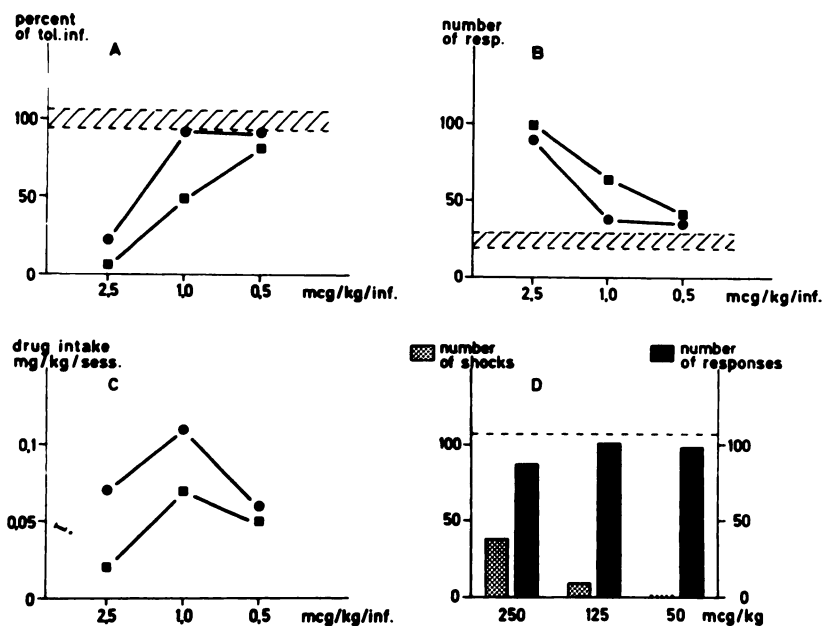 percent
of tol. inf.
A
100
50
0
2,5 1,0 0,5 mcg/kg/inf.
number
of resp.
B
100
50
0
2,5 1,0 0,5 mcg/kg/inf.
drug intake
mg/kg/sess.
C
0,1
0,05
0
2,5 1,0 0,5 mcg/kg/inf.
number
of shocks
number
of responses
D
100 100
50 50
0 0
250 125 50 mcg/kg